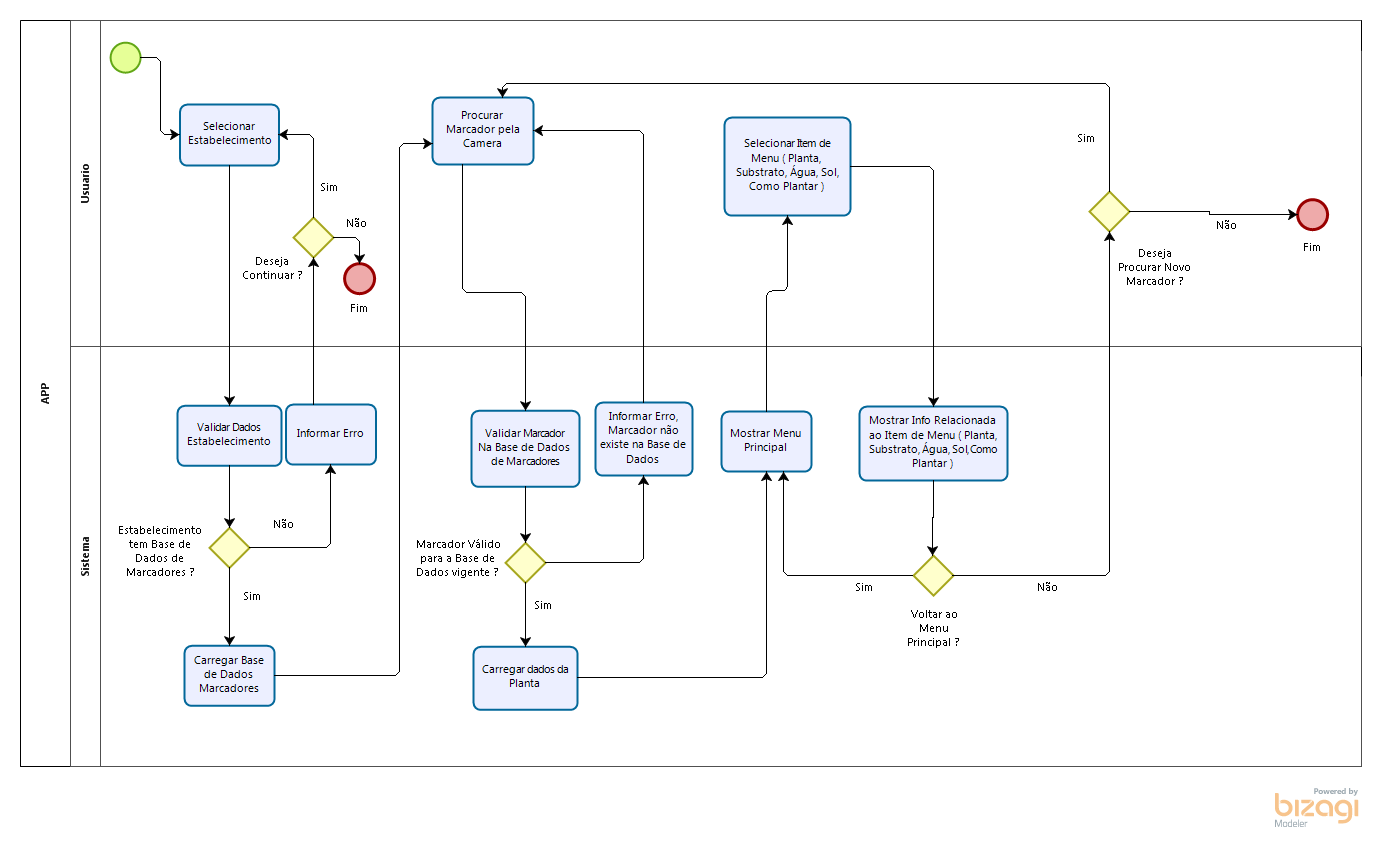 APP
Usuario
Selecionar
Estabelecimento
Sim
Não
Deseja
Continuar ?
Fim
Procurar
Marcador pela
Camera
Selecionar Item de
Menu ( Planta,
Substrato, Água, Sol,
Como Plantar )
Sim
Não
Deseja
Procurar Novo
Marcador ?
Fim
Sistema
Validar Dados
Estabelecimento
Informar Erro
Estabelecimento
tem Base de
Dados de
Marcadores ?
Não
Sim
Carregar Base
de Dados
Marcadores
Validar Marcador
Na Base de Dados
de Marcadores
Informar Erro,
Marcador não
existe na Base de
Dados
Marcador Válido
para a Base de
Dados vigente ?
Sim
Carregar dados da
Planta
Mostrar Menu
Principal
Mostrar Info Relacionada
ao Item de Menu ( Planta,
Substrato, Água, Sol,Como
Plantar )
Sim
Não
Voltar ao
Menu
Principal ?
Powered by
bizagi
Modeler